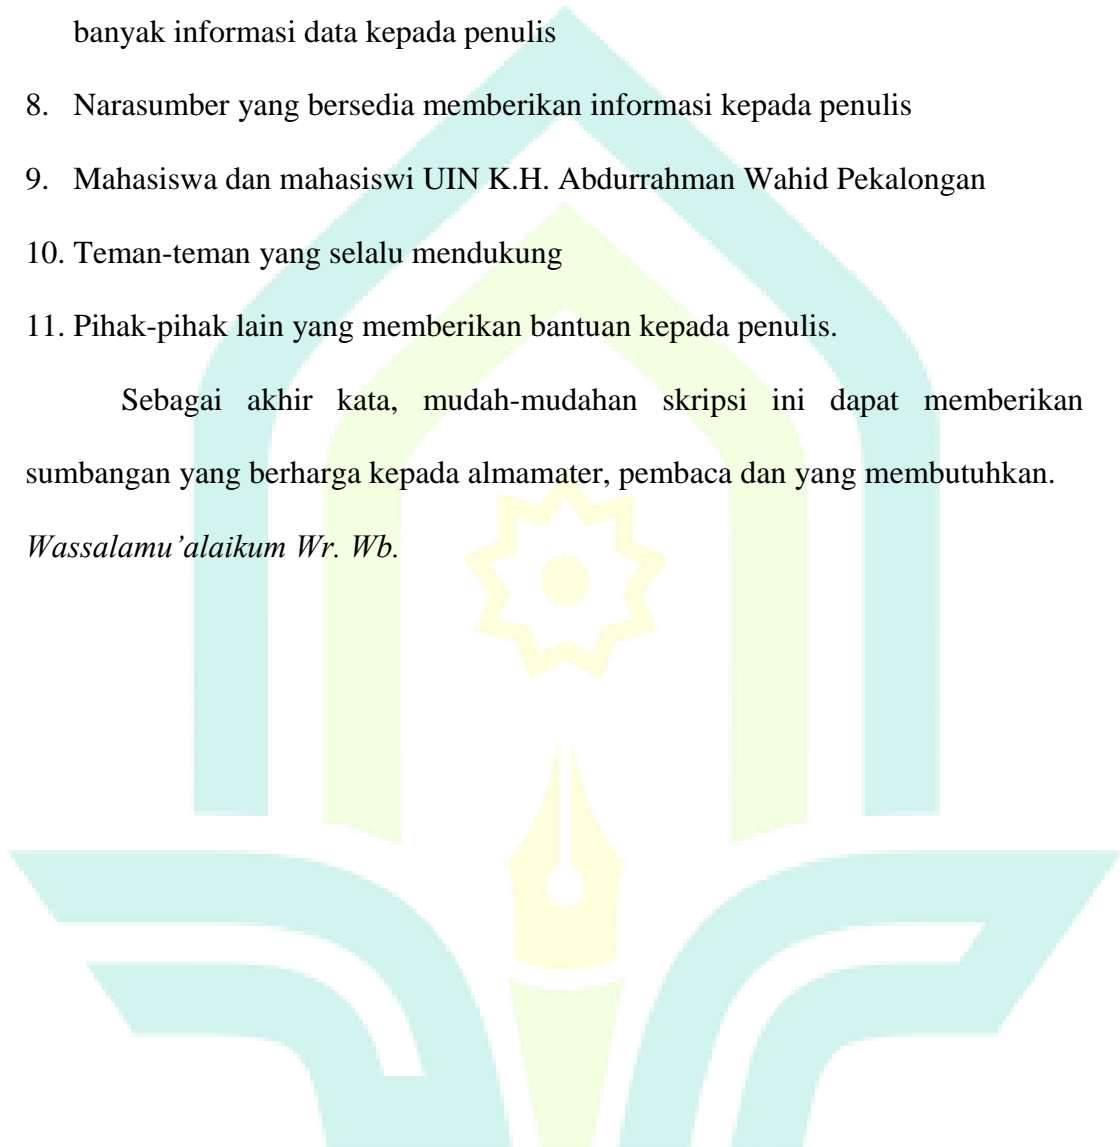 banyak informasi data kepada penulis
8. Narasumber yang bersedia memberikan informasi kepada penulis
9. Mahasiswa dan mahasiswi UIN K.H. Abdurrahman Wahid Pekalongan
10. Teman-teman yang selalu mendukung
11. Pihak-pihak lain yang memberikan bantuan kepada penulis.
Sebagai akhir kata, mudah-mudahan skripsi ini dapat memberikan
sumbangan yang berharga kepada almamater, pembaca dan yang membutuhkan.
Wassalamu’alaikum Wr. Wb.